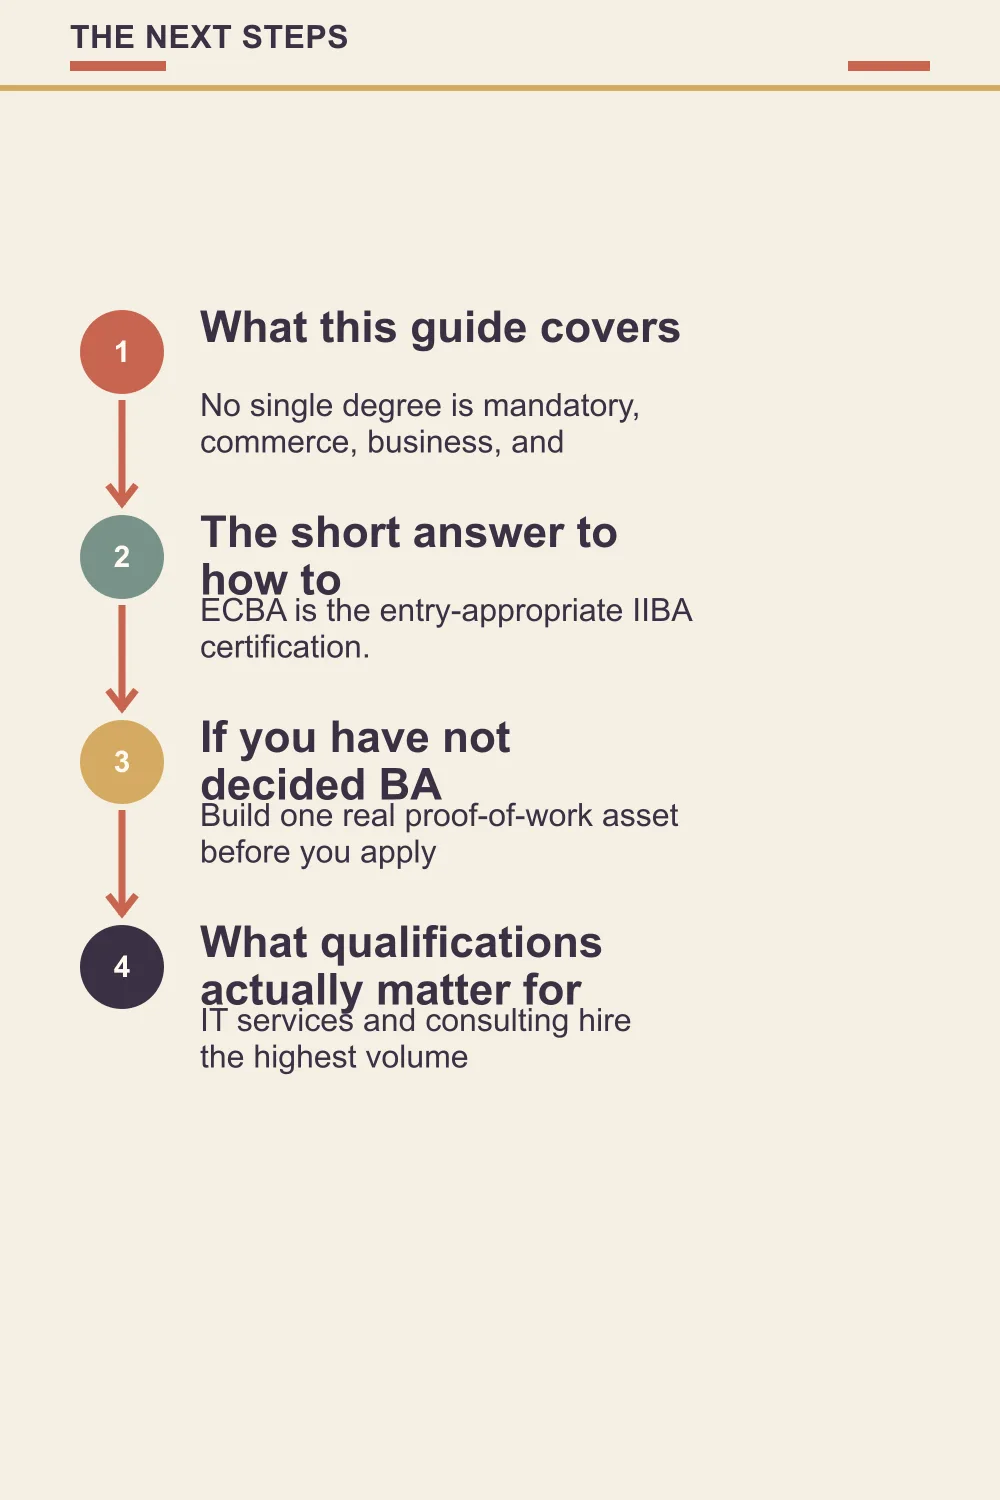 THE NEXT STEPS
1
What this guide covers
No single degree is mandatory,
commerce, business, and
2
The short answer to
how to
ECBA is the entry-appropriate IIBA
certification.
3
If you have not
decided BA
Build one real proof-of-work asset
before you apply
4
What qualifications
actually matter for
IT services and consulting hire
the highest volume